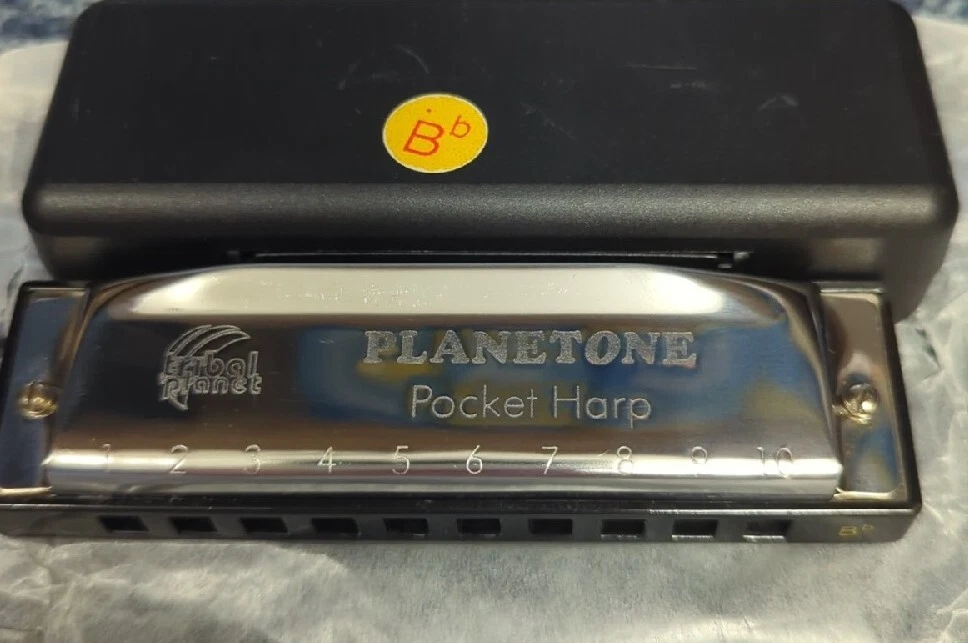 B♭
tribal
Planet
PLANETONE
Pocket Harp
1 2 3 4 5 6 7 8 9 10
B♭